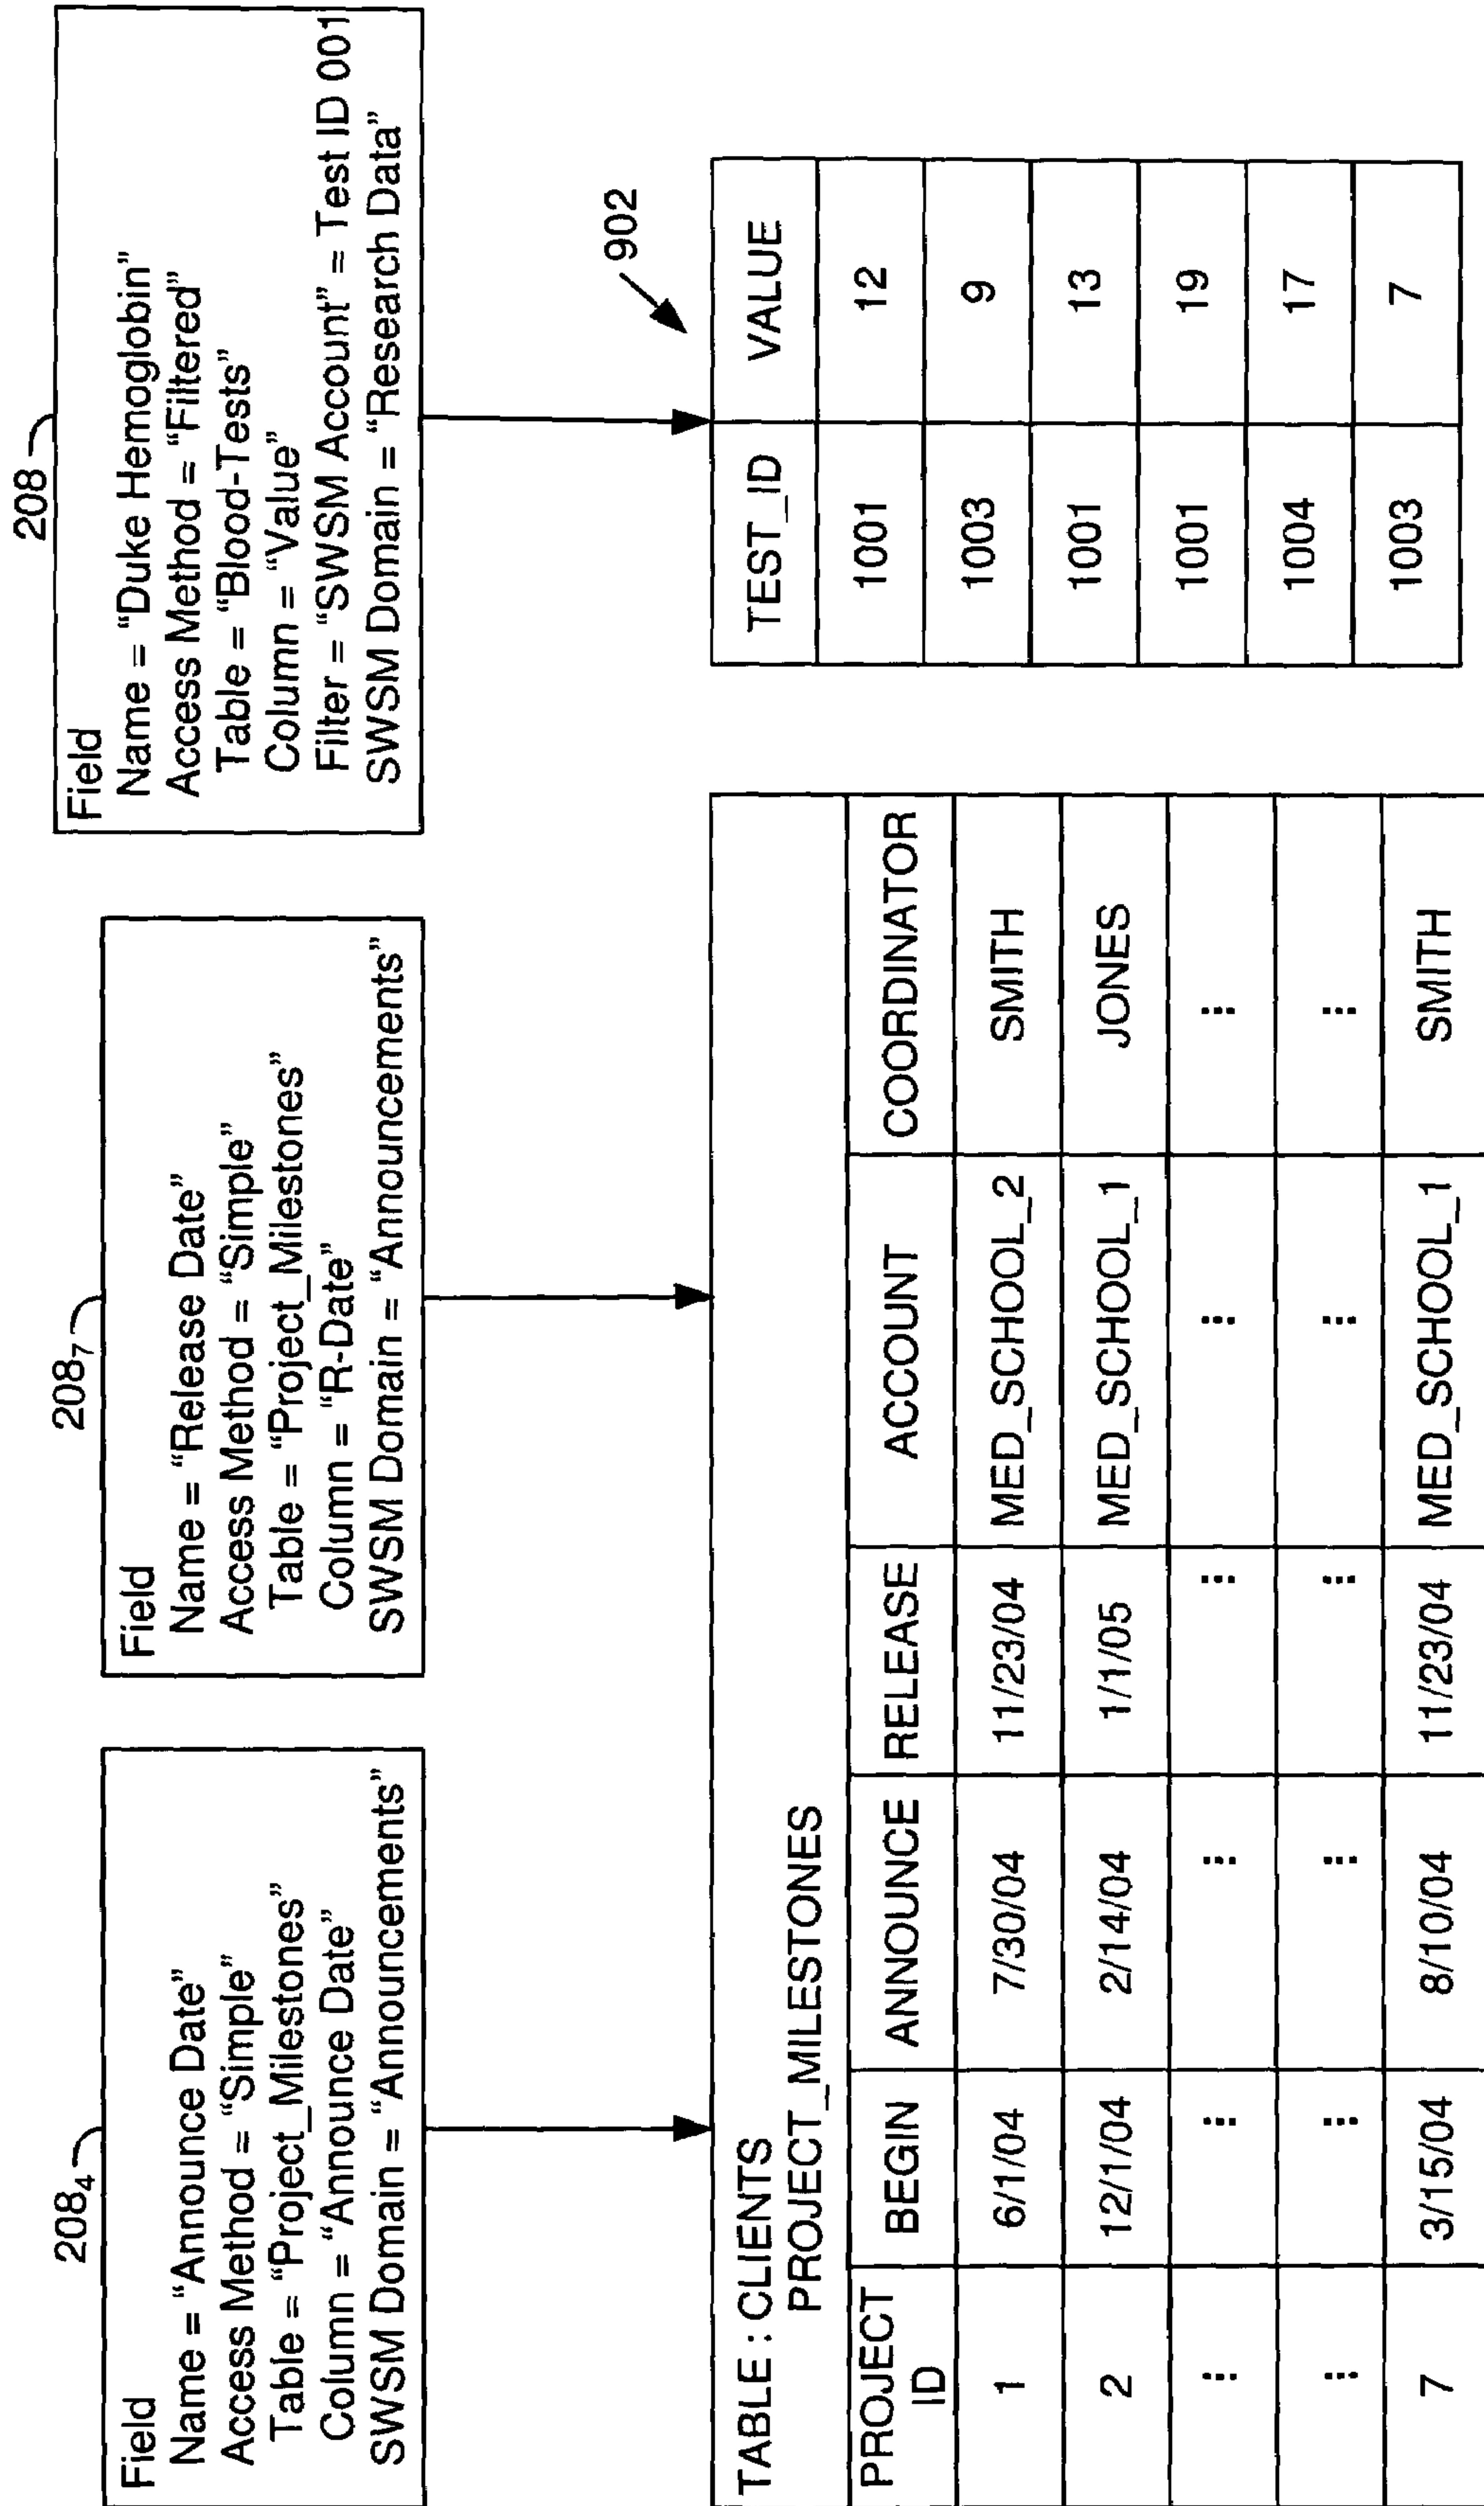 208₄
Field
Name = “Announce Date”
Access Method = “Simple”
Table = “Project_Milestones”
Column = “Announce Date”
SWSM Domain = “Announcements”
208₇
Field
Name = “Release Date”
Access Method = “Simple”
Table = “Project_Milestones”
Column = “R-Date”
SWSM Domain = “Announcements”
208
Field
Name = “Duke Hemoglobin”
Access Method = “Filtered”
Table = “Blood-Tests”
Column = “Value”
Filter = “SWSM Account” = Test ID 001
SWSM Domain = “Research Data”
TABLE : CLIENTS
PROJECT_MILESTONES
PROJECT ID BEGIN ANNOUNCE RELEASE ACCOUNT COORDINATOR
1 6/1/04 7/30/04 11/23/04 MED_SCHOOL_2 SMITH
2 12/1/04 2/14/04 1/1/05 MED_SCHOOL_1 JONES
⋮ ⋮ ⋮ ⋮ ⋮ ⋮
⋮ ⋮ ⋮ ⋮ ⋮ ⋮
7 3/15/04 8/10/04 11/23/04 MED_SCHOOL_1 SMITH
902
TEST_ID VALUE
1001 12
1003 9
1001 13
1001 19
1004 17
1003 7